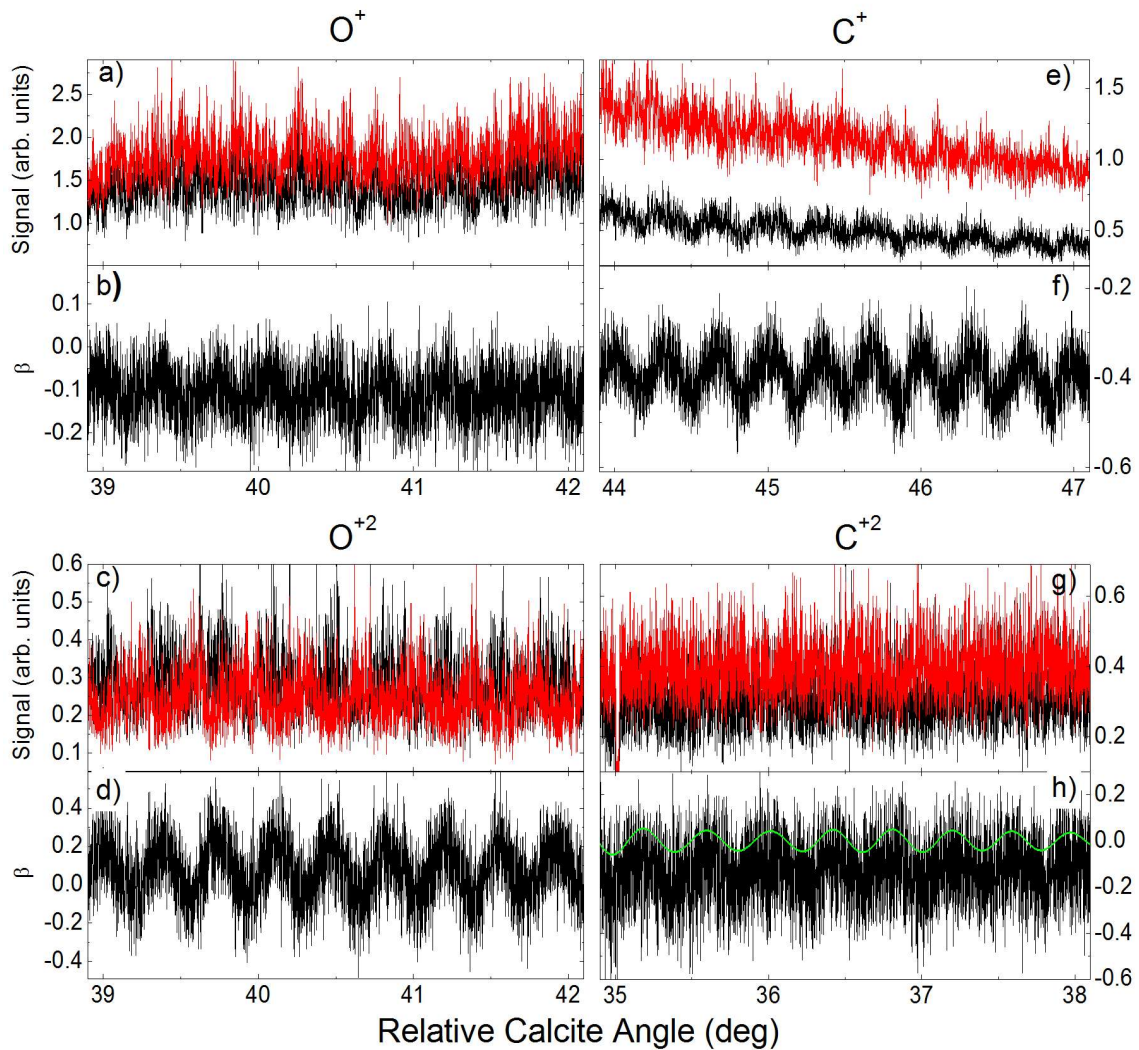 O+ C+
a) e)
Signal (arb. units)
2.5
2.0
1.5
1.0
1.5
1.0
0.5
b) f)
β
0.1
0.0
-0.1
-0.2
-0.2
-0.4
-0.6
39 40 41 42 44 45 46 47
O+2 C+2
c) g)
Signal (arb. units)
0.6
0.5
0.4
0.3
0.2
0.1
0.6
0.4
0.2
d) h)
β
0.4
0.2
0.0
-0.2
-0.4
0.2
0.0
-0.2
-0.4
-0.6
39 40 41 42 35 36 37 38
Relative Calcite Angle (deg)